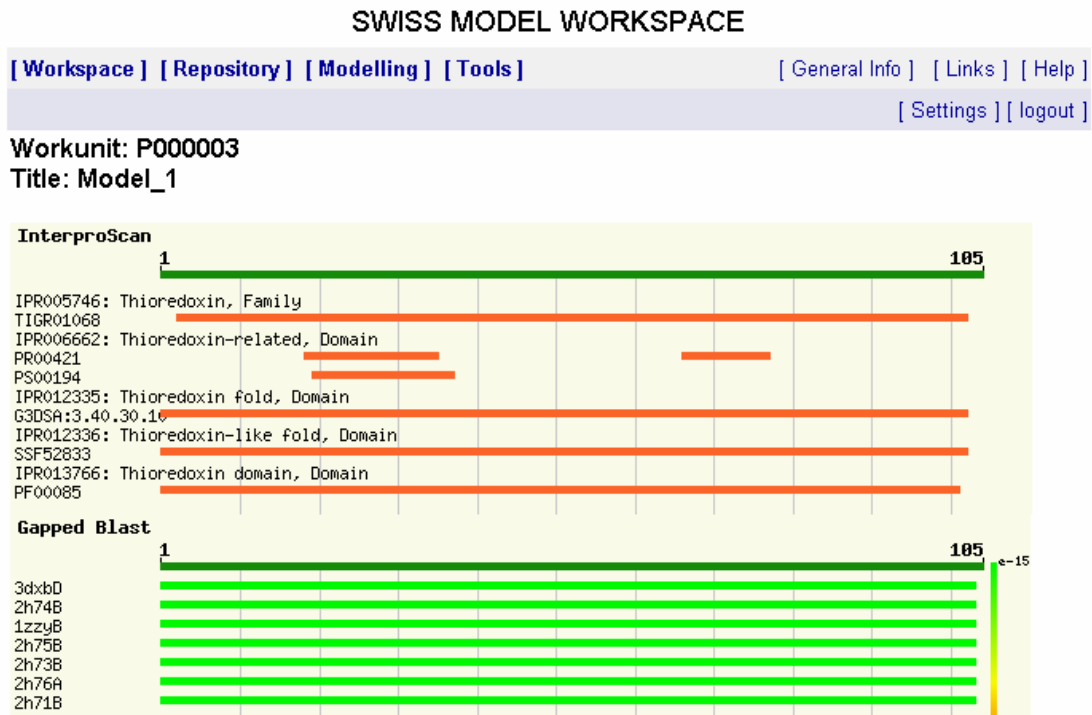 SWISS MODEL WORKSPACE
[ Workspace ] [ Repository ] [ Modelling ] [ Tools ] [ General Info ] [ Links ] [ Help ]
[ Settings ] [ logout ]
Workunit: P000003
Title: Model_1
InterproScan
1 105
IPR005746: Thioredoxin, Family
TIGR01068
IPR006662: Thioredoxin-related, Domain
PR00421
PS00194
IPR012335: Thioredoxin fold, Domain
G3DSA:3.40.30.10
IPR012336: Thioredoxin-like fold, Domain
SSF52833
IPR013766: Thioredoxin domain, Domain
PF00085
Gapped Blast
1 105
e-15
3dxbD
2h74B
1zzyB
2h75B
2h73B
2h76A
2h71B